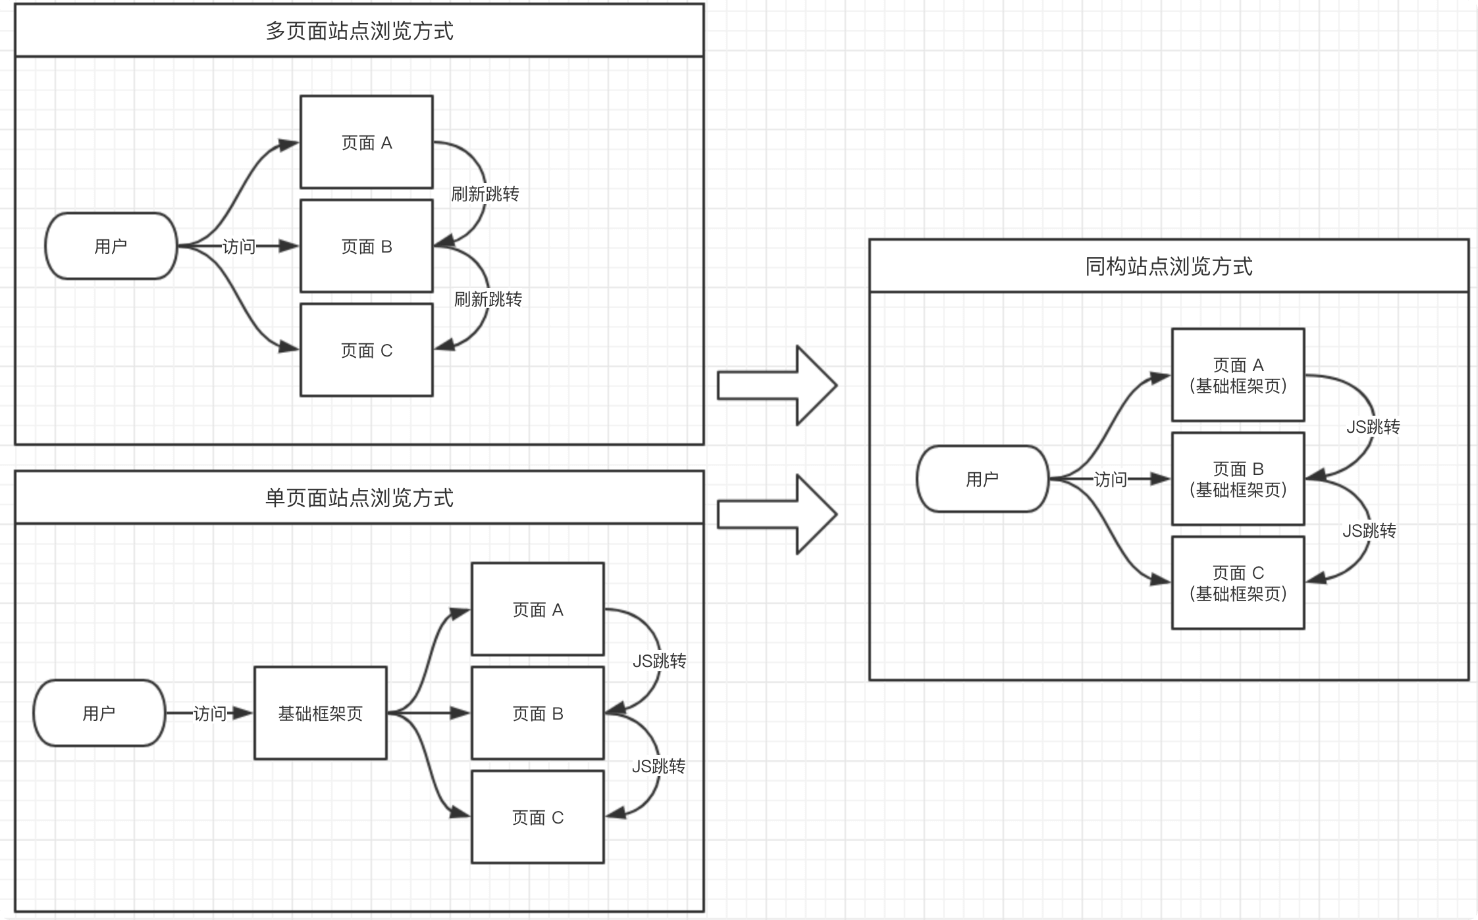 多页面站点浏览方式
页面 A
刷新跳转
用户
访问
页面 B
刷新跳转
页面 C
单页面站点浏览方式
页面 A
JS跳转
用户
访问
基础框架页
页面 B
JS跳转
页面 C
同构站点浏览方式
页面 A
(基础框架页)
JS跳转
用户
访问
页面 B
(基础框架页)
JS跳转
页面 C
(基础框架页)